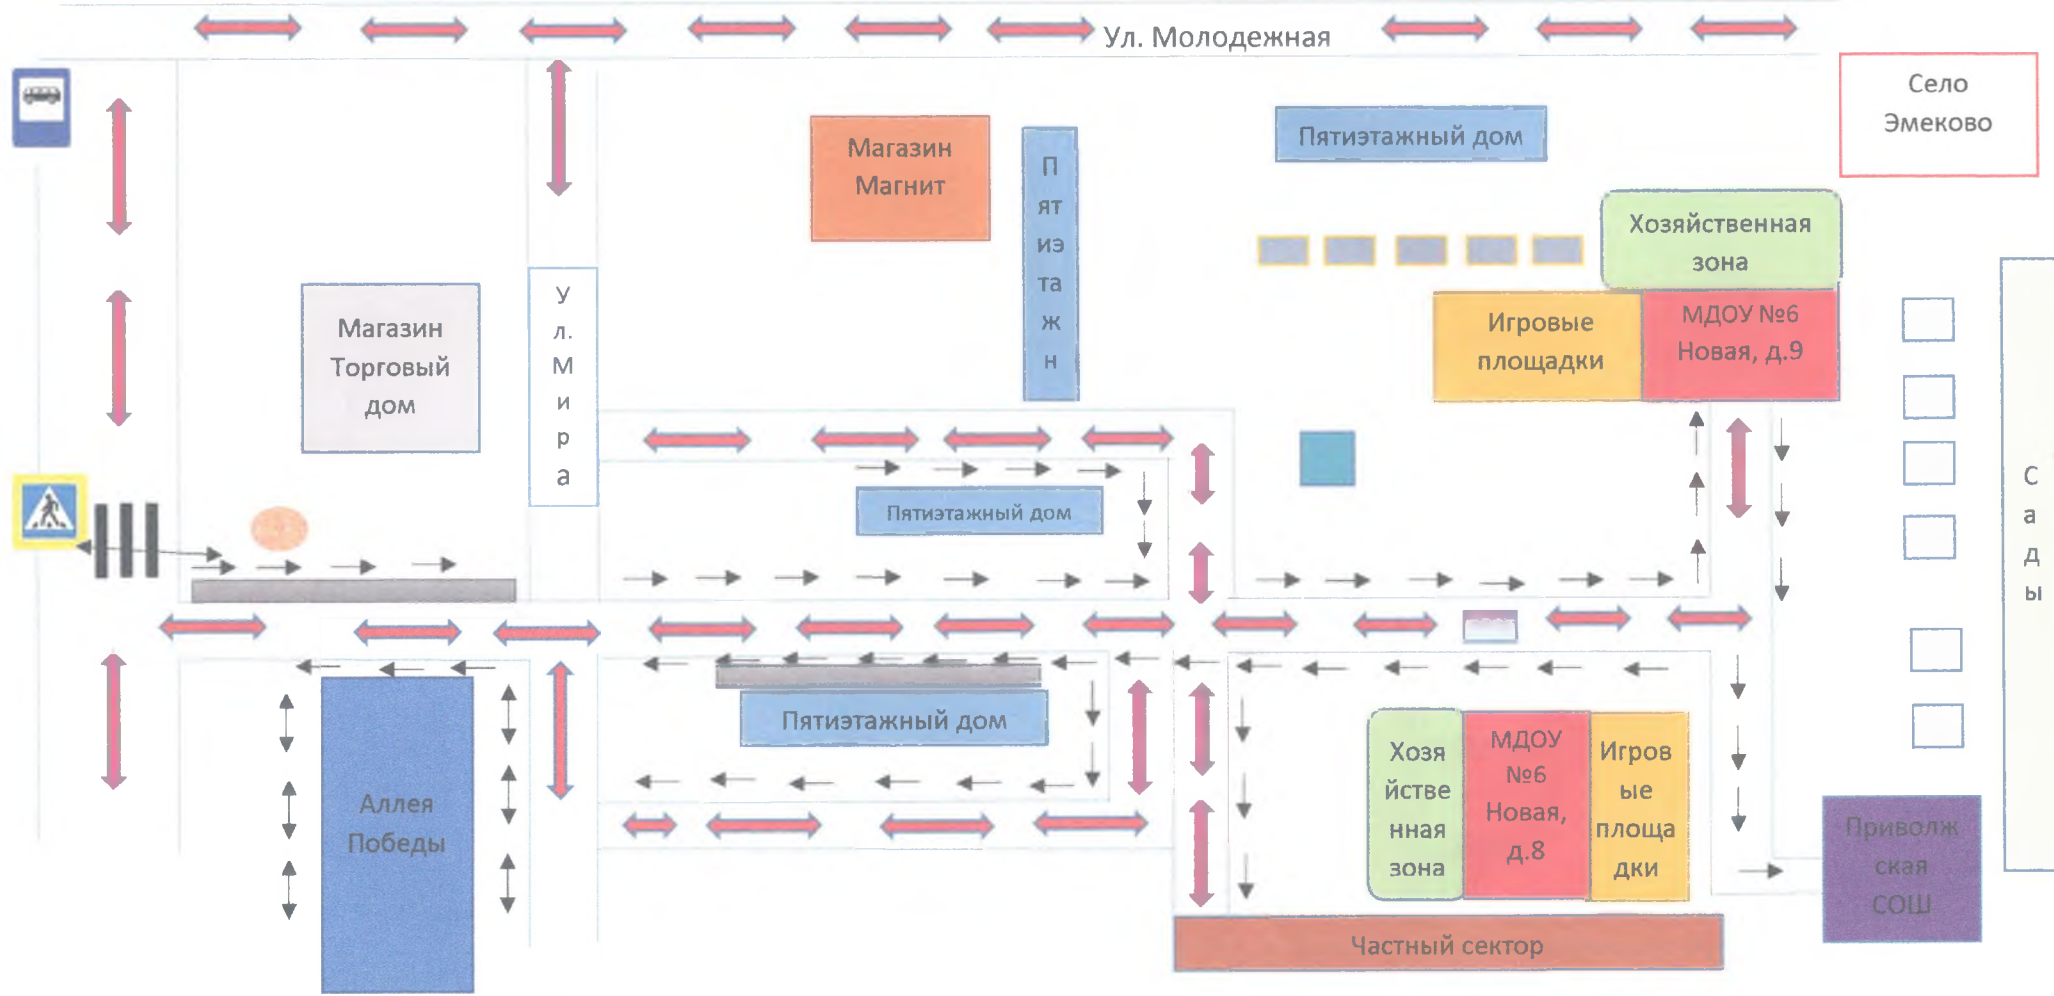 Ул. Молодежная
Село
Эмеково
Пятиэтажный дом
Магазин
Магнит
П
ят
иэ
та
ж
н
Хозяйственная
зона
Игровые
площадки
МДОУ №6
Новая, д.9
Магазин
Торговый
дом
У
л.
М
и
р
а
Пятиэтажный дом
С
а
д
ы
Пятиэтажный дом
Аллея
Победы
Хозя
йстве
нная
зона
МДОУ
№6
Новая,
д.8
Игров
ые
площа
дки
Приволж
ская
СОШ
Частный сектор